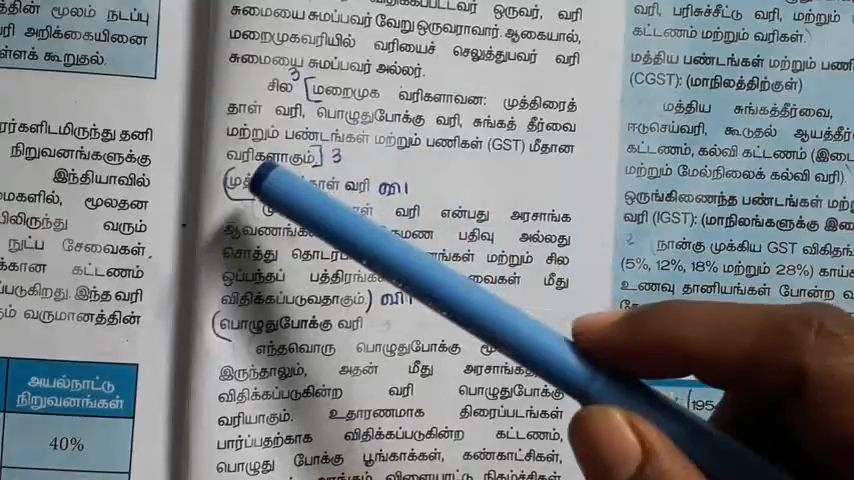 தின் மூலம் நடப்பு
ரி அறிக்கையினை
ளக் கூறுதல்.
ரர்களிடமிருந்து தனி
நிறுவனங்களுக்கு
இந்தியாவில்
மைகளில், மூலதன
பிலிருந்து வரும்
நுட்ப சேவைகள்,
க்கான கட்டணம்
படுகிறது. இந்த வரி
கும் வருமானத்தின்
அயல்நாட்டு
நிறுவனங்கள்
40%
ஒருவர், வரி
சுமையை சுமப்பவர் வேறு ஒருவராவார். ஆகையால்,
மறைமுகவரியில் வரியைச் செலுத்துபவர் வரி
சுமையை சுமப்பவர் அல்லர்.
சில 3 [மறைமுக வரிகளாவன: முத்திரைத்
தாள் வரி, பொழுதுபோக்கு வரி, சுங்கத் தீர்வை
மற்றும் பண்டங்கள் மற்றும் பணிகள் (GST) மீதான
வரிகளாகும்.] 3
தாள் வரி
வரி என்பது அரசாங்க
திருமண பதிவு அல்லது
சொத்து மற்றும் சில
ஒப்பந்தப் பத்திரங்கள் மீது
விதிக்கப்படுவதாகும்.)
(பொழுதுபோக்கு வரி
எந்தவொரு பொழுதுபோக்கு
இருந்தாலும், அதன் மீது
விதிக்கப்படுகின்ற வரி பொழுதுபோக்கு
வரியாகும். உதாரணமாக திரைப்படங்கள்
பார்ப்பதற்காக விதிக்கப்படுகின்ற கட்டணம்,
பொழுது போக்கு பூங்காக்கள், கண்காட்சிகள்,
விளையாட்டு நிகழ்ச்சிகள்
வரி, பரிசுச்சீட்டு வரி, மற்றும்
கட்டணம் மற்றும் வரிகள்.
மத்திய பண்டங்கள் மற்றும் பணி
(CGST): (மாநிலத்திற்குள்)
மத்திய சுங்கத்தீர்வை,
ஈடுசெய்வரி, கூடுதல் ஆயத்தீர்
கட்டணம், கல்வி கட்டணம் (இடை
மற்றும் மேல்நிலைக் கல்வி வரி).
ஒருங்கிணைந்த பண்டங்கள் மற்றும்
வரி (IGST): (மாநிலங்களுக்கு இ
2 நான்கு முக்கிய GST விகிதங்
(5%, 12%, 18% மற்றும் 28%) காய்க
உணவு தானியங்கள் போன்ற
(195